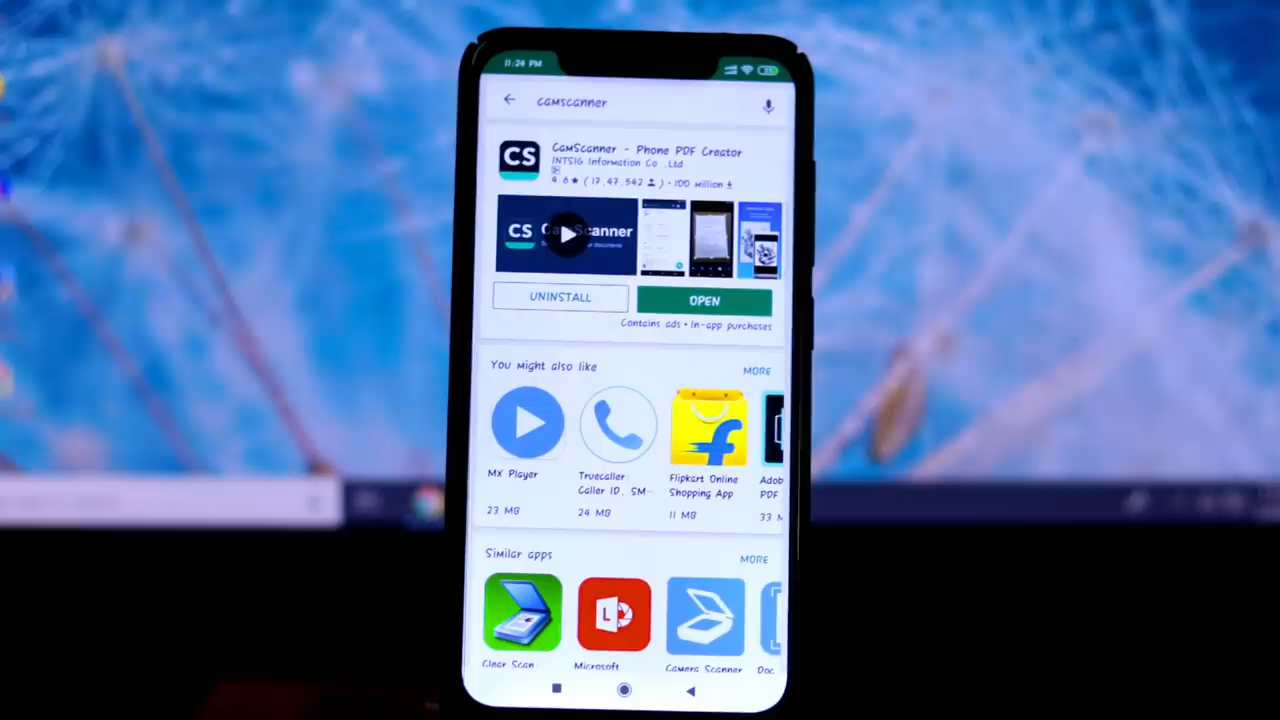 11:24 PM
camscanner
CS
CamScanner - Phone PDF Creator
INTSIG Information Co .,Ltd
4.6★ ( 17,47,542 ) • 100 million
CS CamScanner
documents
UNINSTALL
OPEN
Contains ads • In-app purchases
You might also like
MORE
MX Player
23 MB
Truecaller:
Caller ID, SM
24 MB
Flipkart Online
Shopping App
11 MB
Adob
PDF
33 M
Similar apps
MORE
L
Clear Scan:
Microsoft
Camera Scanner
Doc